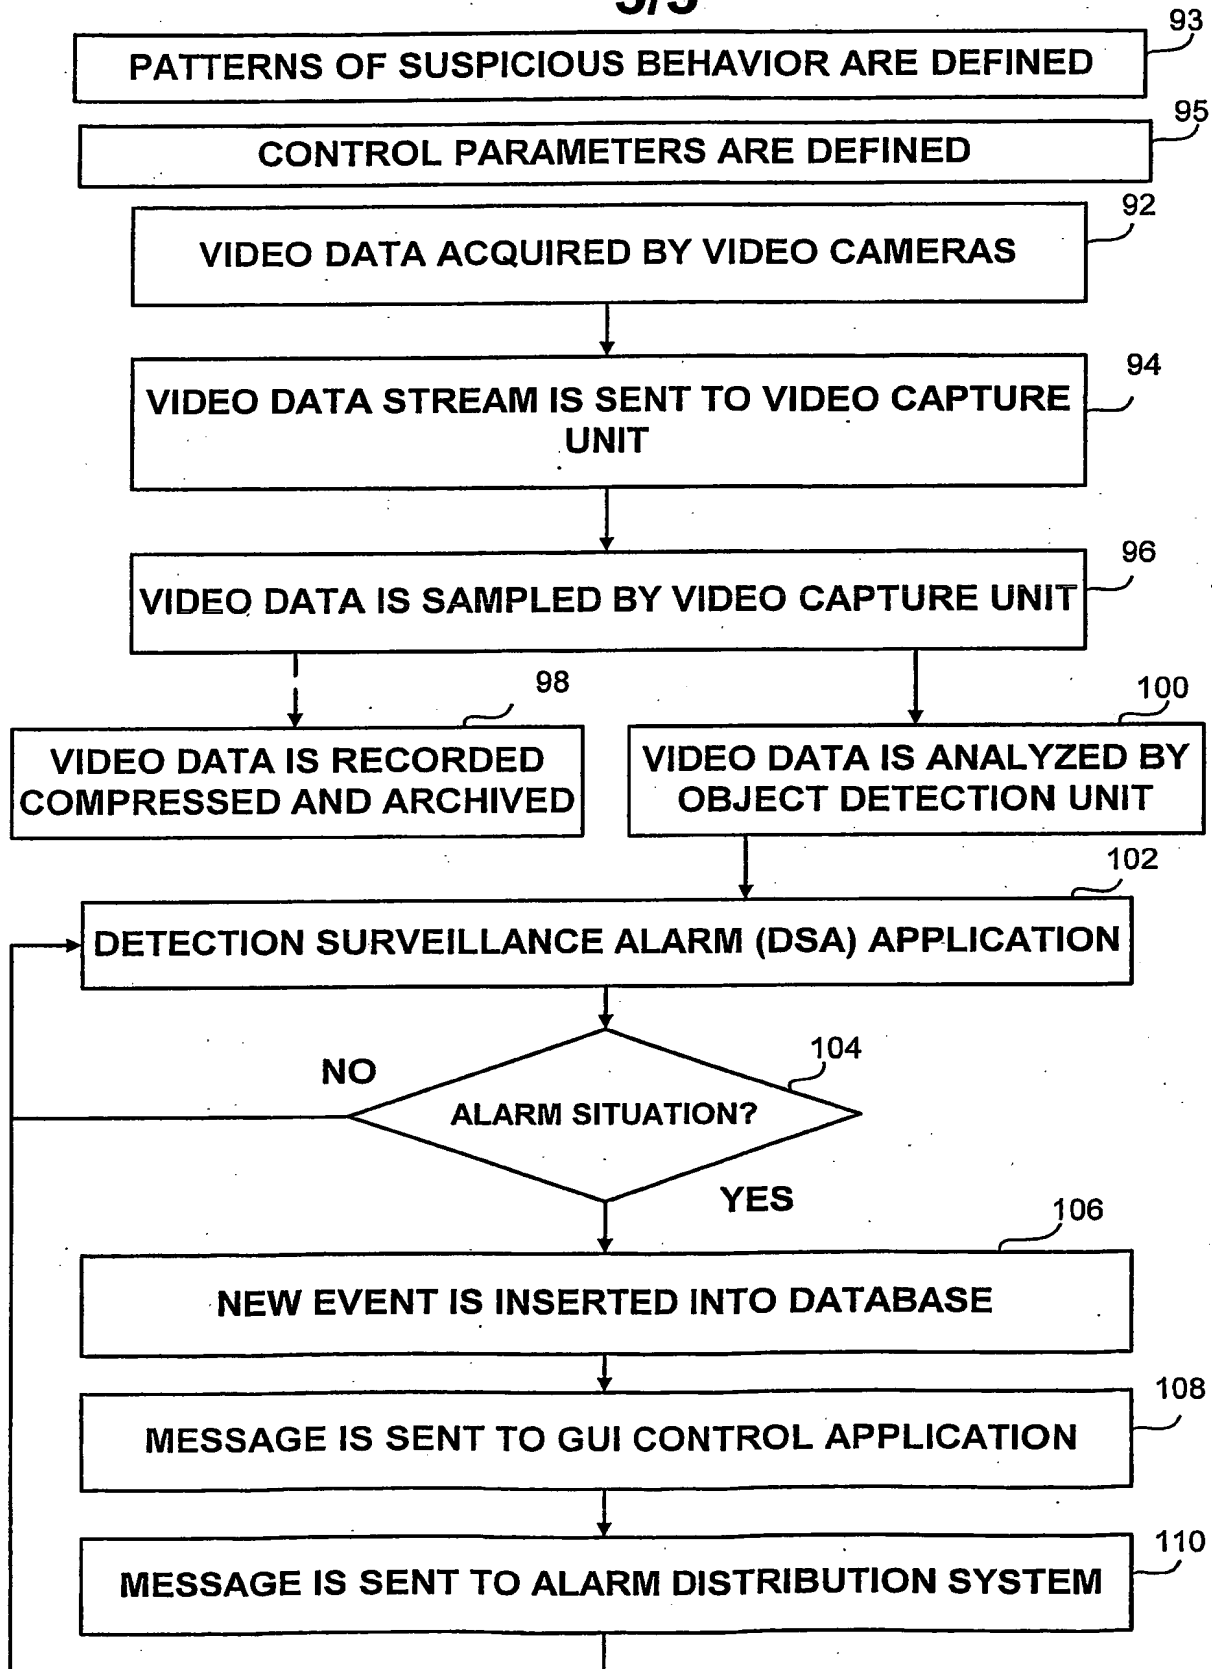 93
PATTERNS OF SUSPICIOUS BEHAVIOR ARE DEFINED
95
CONTROL PARAMETERS ARE DEFINED
92
VIDEO DATA ACQUIRED BY VIDEO CAMERAS
94
VIDEO DATA STREAM IS SENT TO VIDEO CAPTURE
UNIT
96
VIDEO DATA IS SAMPLED BY VIDEO CAPTURE UNIT
98
VIDEO DATA IS RECORDED
COMPRESSED AND ARCHIVED
100
VIDEO DATA IS ANALYZED BY
OBJECT DETECTION UNIT
102
DETECTION SURVEILLANCE ALARM (DSA) APPLICATION
104
NO
ALARM SITUATION?
YES
106
NEW EVENT IS INSERTED INTO DATABASE
108
MESSAGE IS SENT TO GUI CONTROL APPLICATION
110
MESSAGE IS SENT TO ALARM DISTRIBUTION SYSTEM